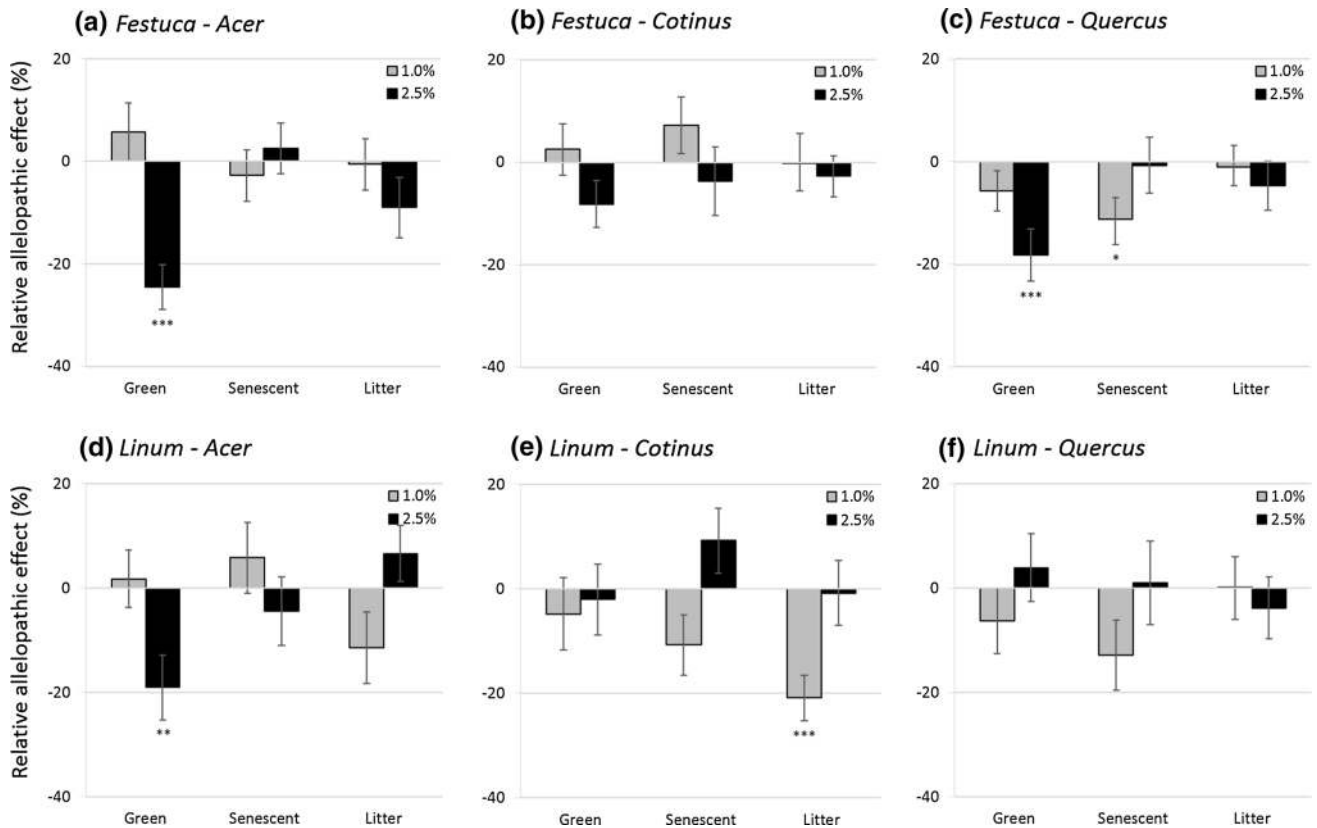 (a) Festuca - Acer
(b) Festuca - Cotinus
(c) Festuca - Quercus
Relative allelopathic effect (%)
20
0
-20
-40
1.0%
2.5%
***
Green Senescent Litter
20
0
-20
-40
1.0%
2.5%
Green Senescent Litter
20
0
-20
-40
1.0%
2.5%
***
*
Green Senescent Litter
(d) Linum - Acer
(e) Linum - Cotinus
(f) Linum - Quercus
Relative allelopathic effect (%)
20
0
-20
-40
1.0%
2.5%
**
Green Senescent Litter
20
0
-20
-40
1.0%
2.5%
***
Green Senescent Litter
20
0
-20
-40
1.0%
2.5%
Green Senescent Litter